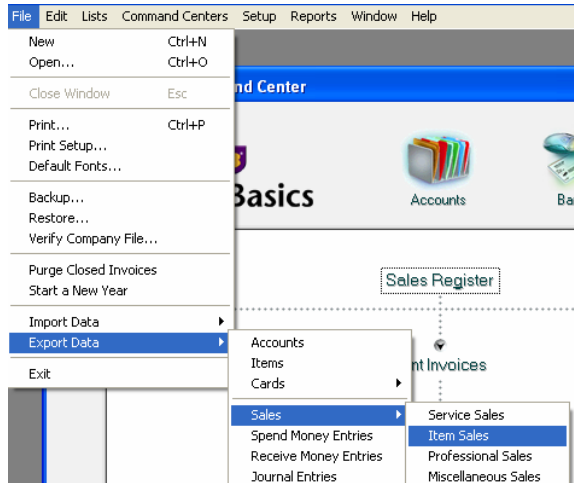 File Edit Lists Command Centers Setup Reports Window Help
New Ctrl+N
Open... Ctrl+O
Close Window Esc
nd Center
Print... Ctrl+P
Print Setup...
Default Fonts...
Backup...
Restore...
Verify Company File...
Basics
Accounts
Ba
Purge Closed Invoices
Start a New Year
Sales Register
Import Data
Export Data
Exit
Accounts
Items
Cards
nt Invoices
Sales
Spend Money Entries
Receive Money Entries
Journal Entries
Service Sales
Item Sales
Professional Sales
Miscellaneous Sales